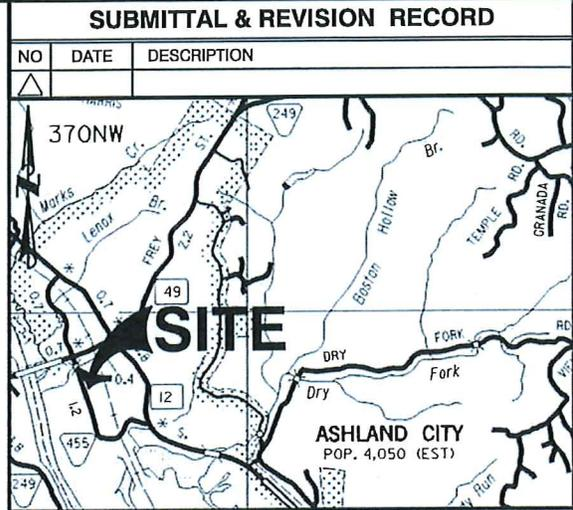 SUBMITTAL & REVISION RECORD
NO DATE DESCRIPTION
370NW
249
Marks Cr.
Lenox Br.
FREY ST.
2.2
Boston Hollow Br.
TEMPLE RD.
GRANADA RD.
RD.
0.7
0.7
49
SITE
0.4
12
1.2
455
249
DRY FORK RD
Dry Fork
ASHLAND CITY
POP. 4,050 (EST)
Run